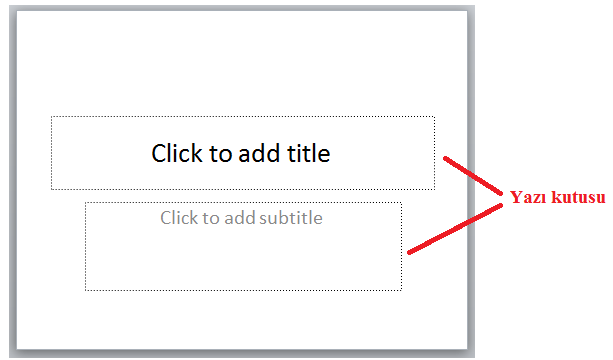 Click to add title
Yazı kutusu
Click to add subtitle